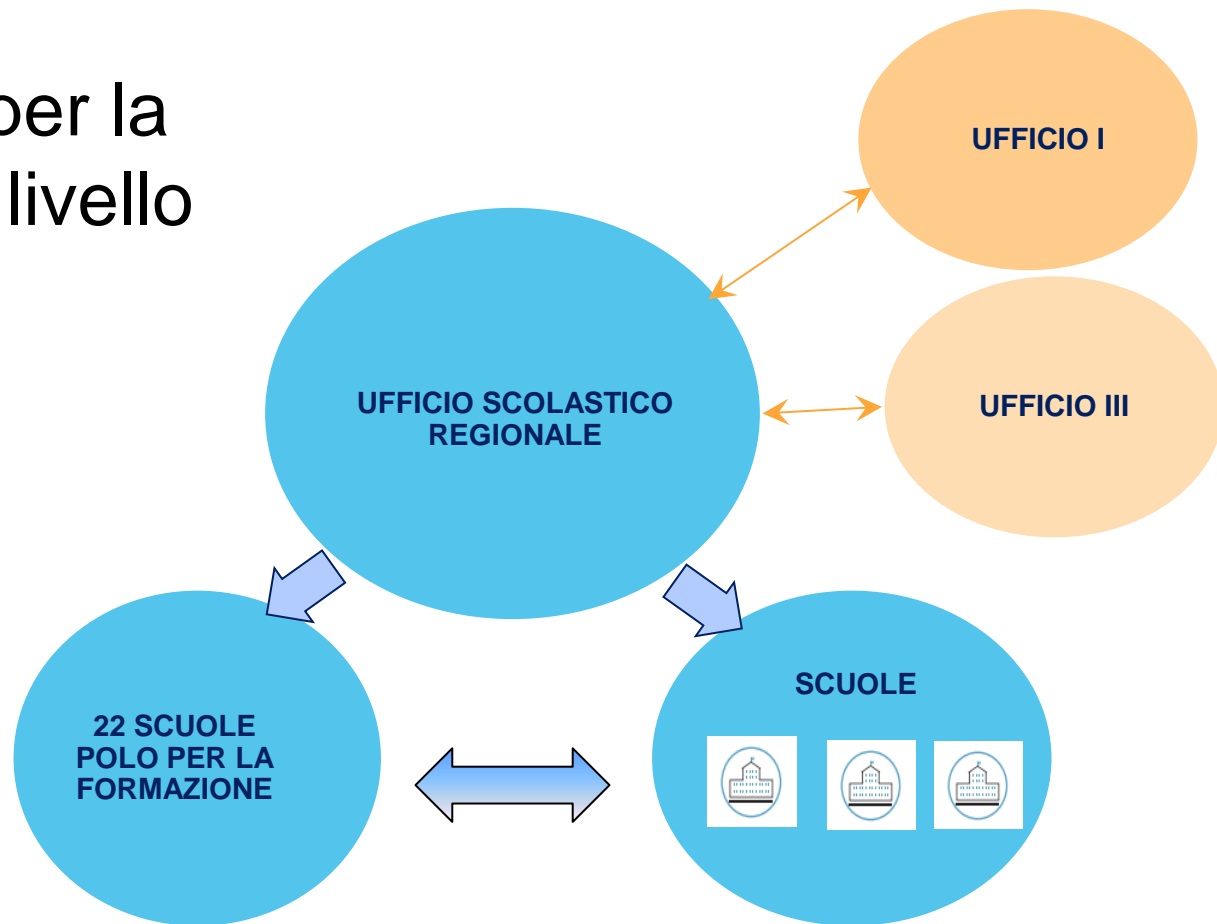 per la
livello
UFFICIO I
UFFICIO SCOLASTICO
REGIONALE
UFFICIO III
SCUOLE
22 SCUOLE
POLO PER LA
FORMAZIONE